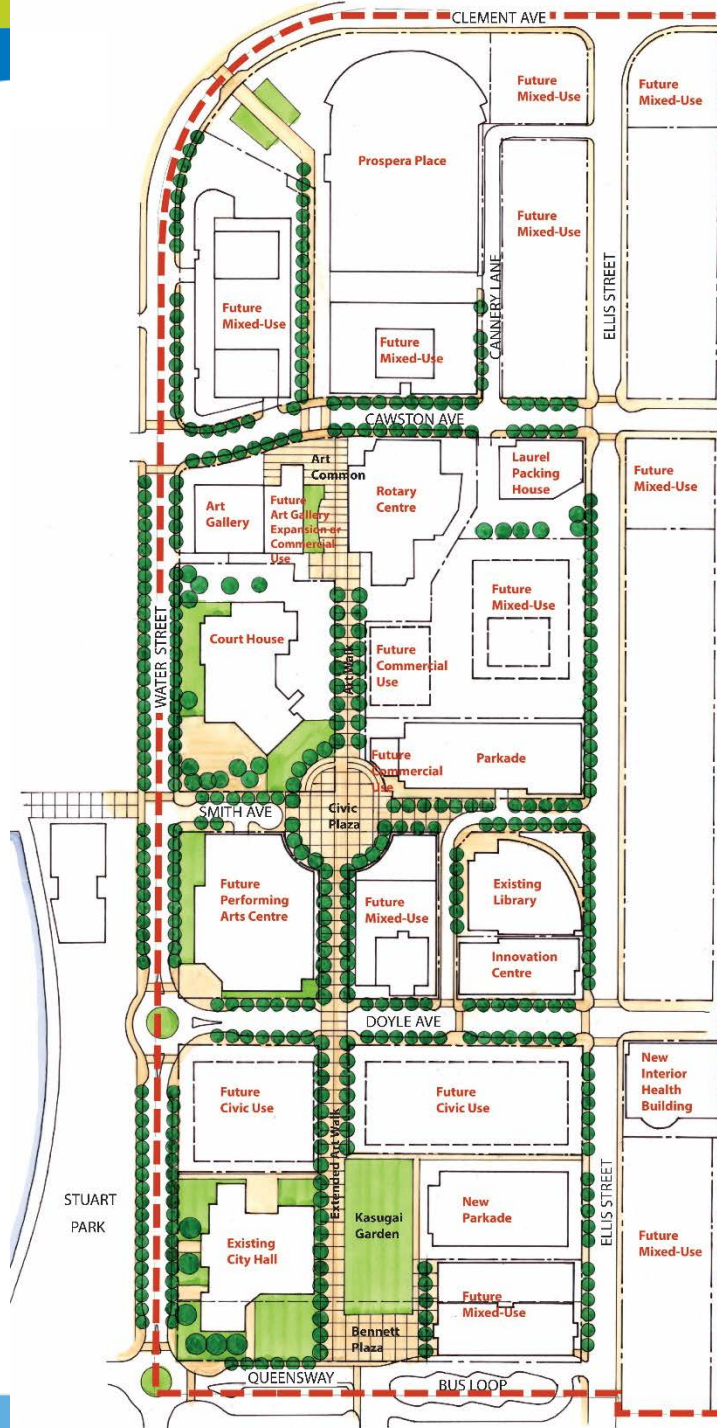 CLEMENT AVE
Future
Mixed-Use
Future
Mixed-Use
Prospera Place
Future
Mixed-Use
CANNERY LANE
ELLIS STREET
Future
Mixed-Use
Future
Mixed-Use
CAWSTON AVE
Art
Common
Laurel
Packing
House
Future
Mixed-Use
Art
Gallery
Future
Art Gallery
Expansion or
Commercial
Use
Rotary
Centre
WATER STREET
Court House
Art Walk
Future
Mixed-Use
Future
Commercial
Use
Future
Commercial
Use
Parkade
SMITH AVE
Civic
Plaza
Future
Performing
Arts Centre
Future
Mixed-Use
Existing
Library
Innovation
Centre
DOYLE AVE
New
Interior
Health
Building
Future
Civic Use
Future
Civic Use
Extended Art Walk
STUART
PARK
Existing
City Hall
Kasugai
Garden
New
Parkade
ELLIS STREET
Future
Mixed-Use
Future
Mixed-Use
Bennett
Plaza
QUEENSWAY
BUS LOOP